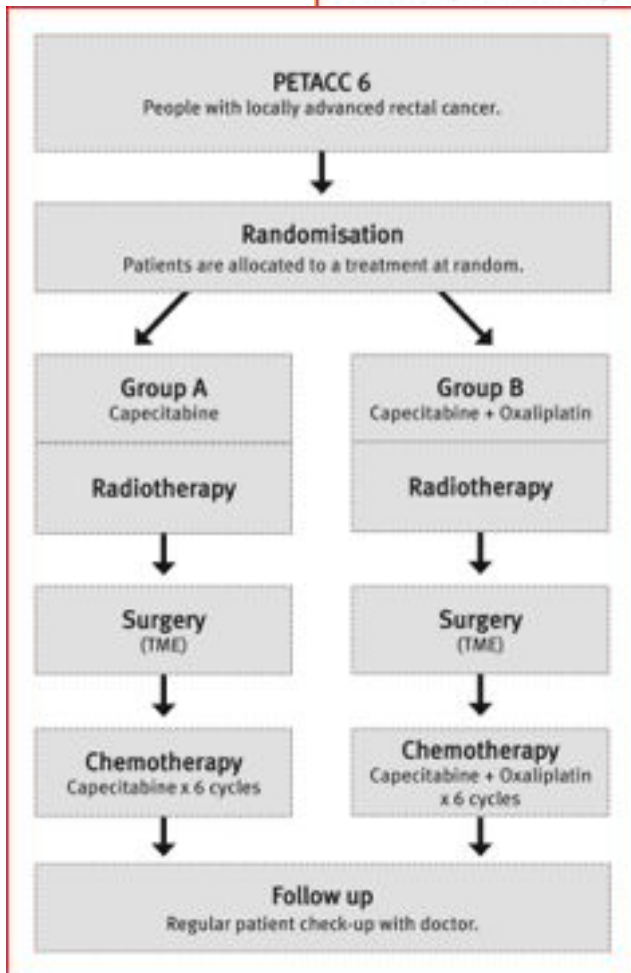 PETACC 6
People with locally advanced rectal cancer.
Randomisation
Patients are allocated to a treatment at random.
Group A
Capecitabine
Radiotherapy
Surgery
(TME)
Chemotherapy
Capecitabine x 6 cycles
Group B
Capecitabine + Oxaliplatin
Radiotherapy
Surgery
(TME)
Chemotherapy
Capecitabine + Oxaliplatin
x 6 cycles
Follow up
Regular patient check-up with doctor.